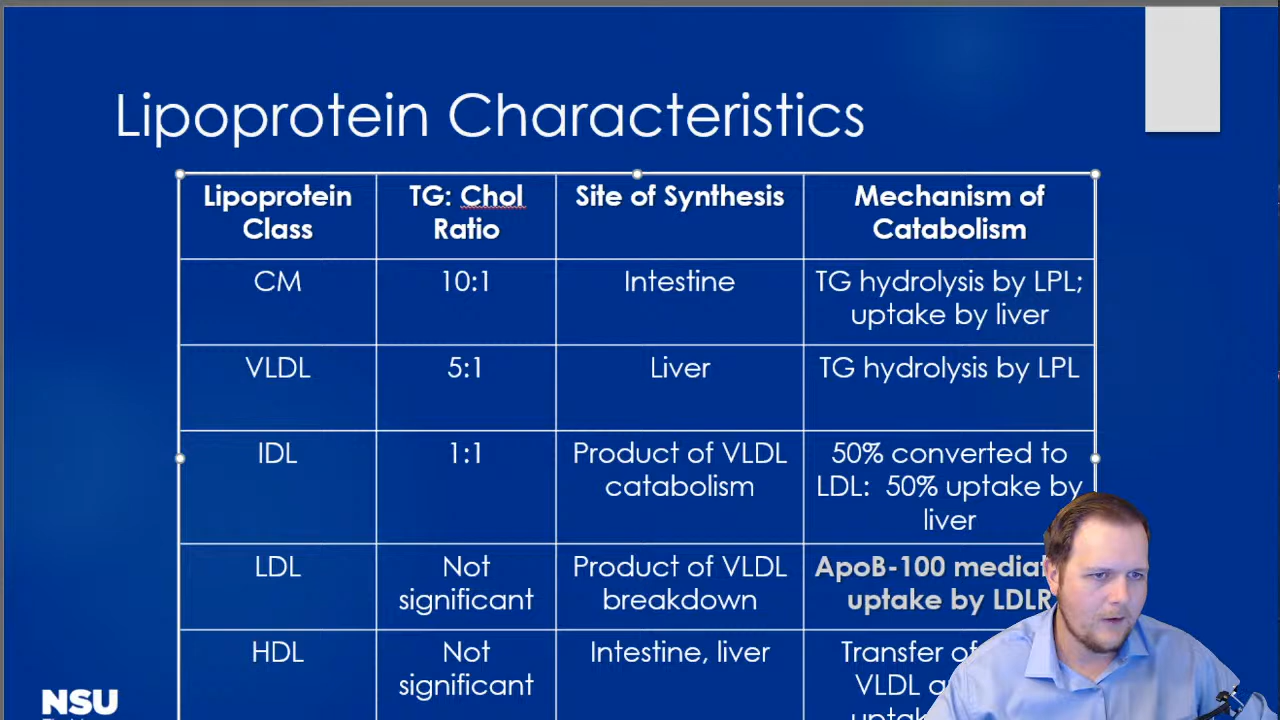 Lipoprotein Characteristics
Lipoprotein
Class
TG: Chol
Ratio
Site of Synthesis
Mechanism of
Catabolism
CM
10:1
Intestine
TG hydrolysis by LPL;
uptake by liver
VLDL
5:1
Liver
TG hydrolysis by LPL
IDL
1:1
Product of VLDL
catabolism
50% converted to
LDL: 50% uptake by
liver
LDL
Not
significant
Product of VLDL
breakdown
ApoB-100
uptake by LDLR
HDL
Not
significant
Intestine, liver
Transfer of
VLDL
NSU